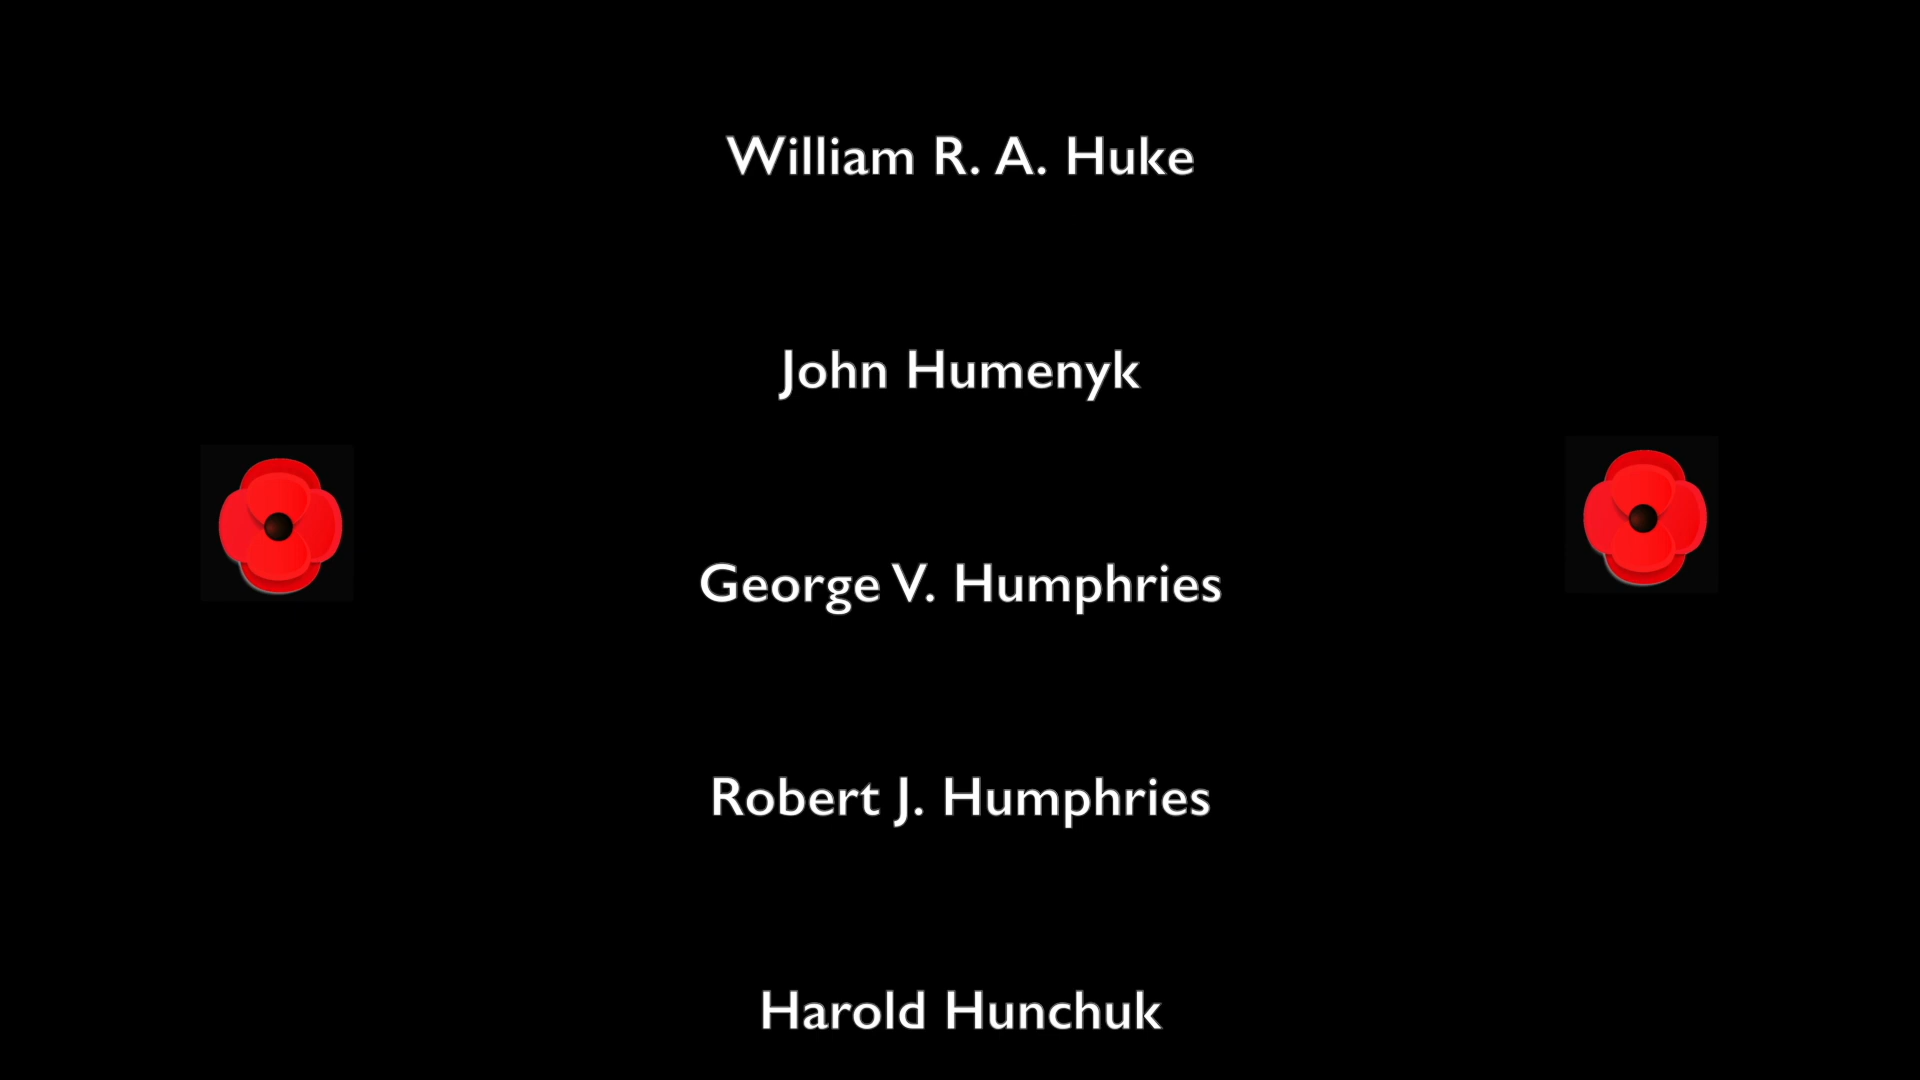 William R. A. Huke
John Humenyk
George V. Humphries
Robert J. Humphries
Harold Hunchuk